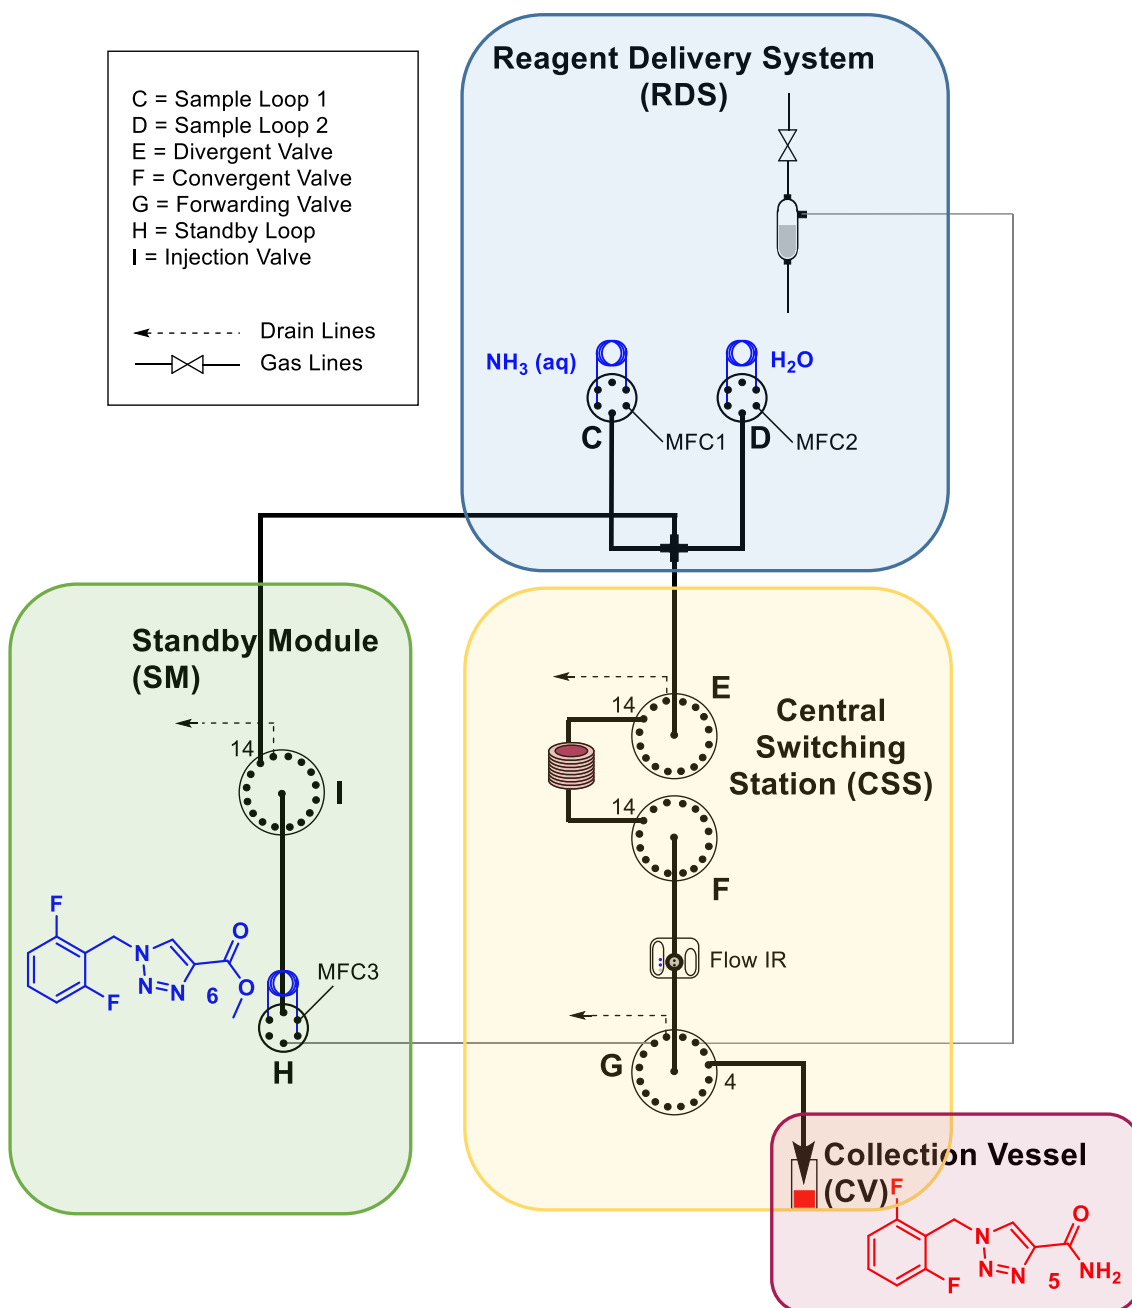 Reagent Delivery System
(RDS)
C = Sample Loop 1
D = Sample Loop 2
E = Divergent Valve
F = Convergent Valve
G = Forwarding Valve
H = Standby Loop
I = Injection Valve
Drain Lines
Gas Lines
NH₃ (aq)
H₂O
C
MFC1
D
MFC2
Standby Module
(SM)
14
I
F
N
N
N
O
O
F
6
MFC3
H
E
14
Central
Switching
Station (CSS)
14
F
Flow IR
G
4
Collection Vessel
(CV)
F
N
N
N
O
NH₂
F
5